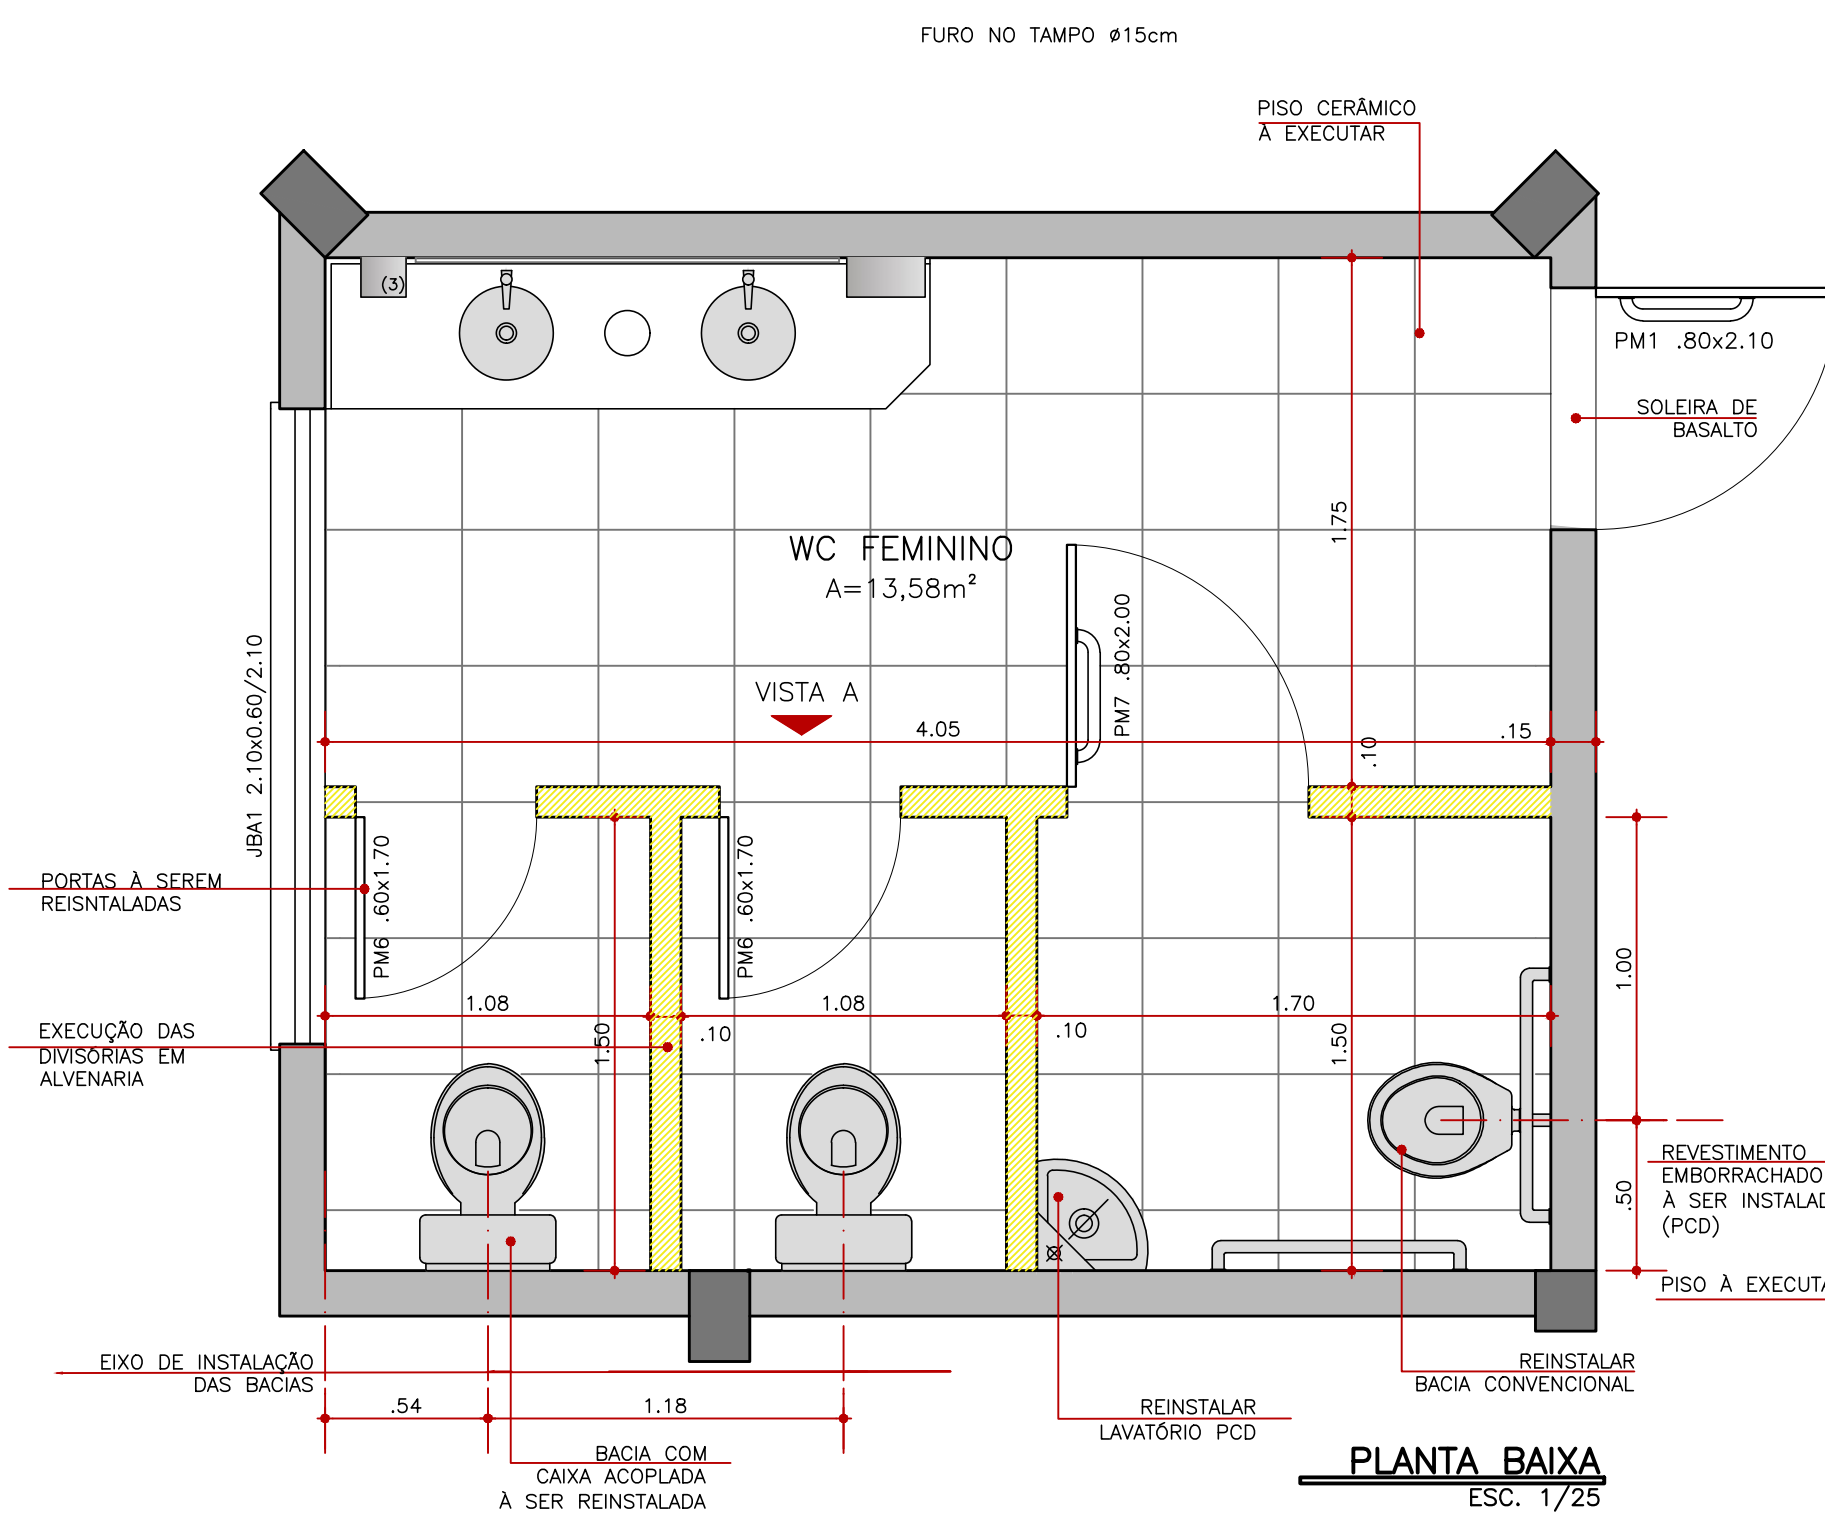 FURO NO TAMPO ø15cm
PISO CERÂMICO
À EXECUTAR
(3)
PM1 .80x2.10
SOLEIRA DE
BASALTO
1.75
WC FEMININO
A=13,58m²
PM7 .80x2.00
JBA1 2.10x0.60/2.10
VISTA A
4.05
.15
.10
PORTAS À SEREM
REISNTALADAS
PM6 .60x1.70
PM6 .60x1.70
1.00
1.08
1.08
1.70
EXECUÇÃO DAS
DIVISÓRIAS EM
ALVENARIA
1.50
.10
.10
1.50
REVESTIMENTO
EMBORRACHADO
À SER INSTALAD
(PCD)
.50
PISO À EXECUTA
EIXO DE INSTALAÇÃO
DAS BACIAS
REINSTALAR
BACIA CONVENCIONAL
.54
1.18
REINSTALAR
LAVATÓRIO PCD
BACIA COM
CAIXA ACOPLADA
À SER REINSTALADA
PLANTA BAIXA
ESC. 1/25